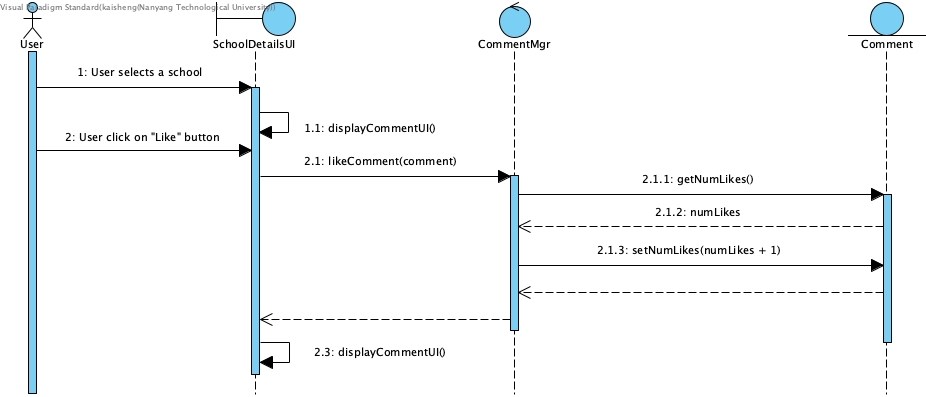 Visual Paradigm Standard(kaisheng(Nanyang Technological University))
User
SchoolDetailsUI
CommentMgr
Comment
1: User selects a school
1.1: displayCommentUI()
2: User click on "Like" button
2.1: likeComment(comment)
2.1.1: getNumLikes()
2.1.2: numLikes
2.1.3: setNumLikes(numLikes + 1)
2.3: displayCommentUI()